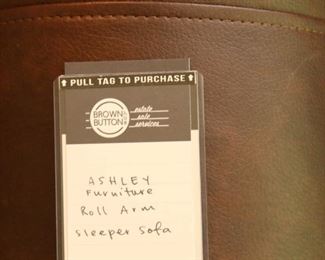 PULL TAG TO PURCHASE
BROWN
BUTTON
estate
sale
services
ASHLEY
Furniture
Roll Arm
Sleeper Sofa